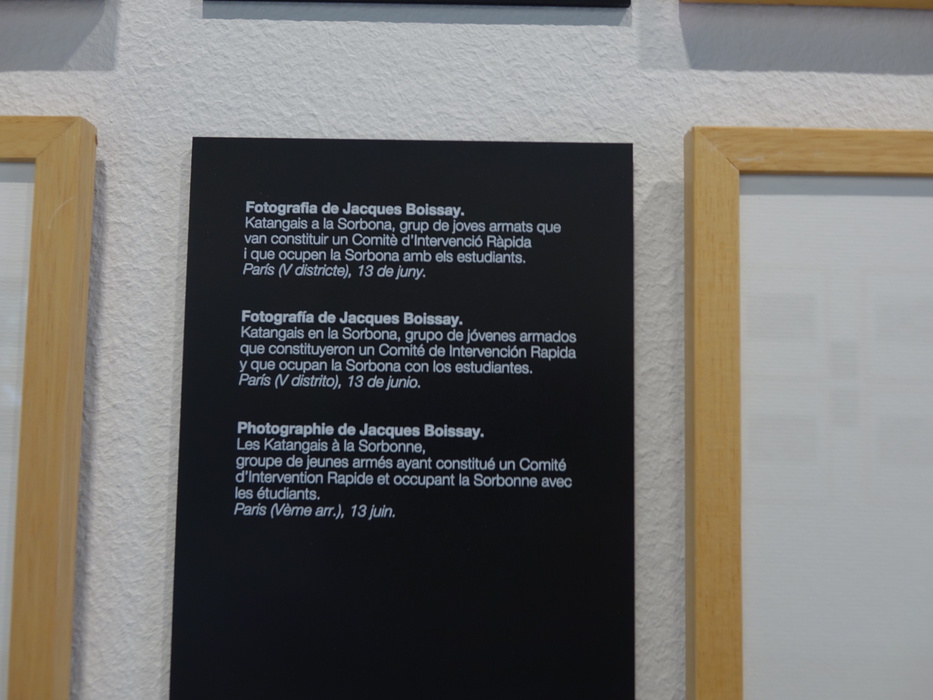 Fotografia de Jacques Boissay.
Katangais a la Sorbona, grup de joves armats que
van constituir un Comitè d'Intervenció Ràpida
i que ocupen la Sorbona amb els estudiants.
París (V districte), 13 de juny.
Fotografía de Jacques Boissay.
Katangais en la Sorbona, grupo de jóvenes armados
que constituyeron un Comité de Intervención Rapida
y que ocupan la Sorbona con los estudiantes.
París (V distrito), 13 de junio.
Photographie de Jacques Boissay.
Les Katangais à la Sorbonne,
groupe de jeunes armés ayant constitué un Comité
d'Intervention Rapide et occupant la Sorbonne avec
les étudiants.
Paris (Vème arr.), 13 juin.